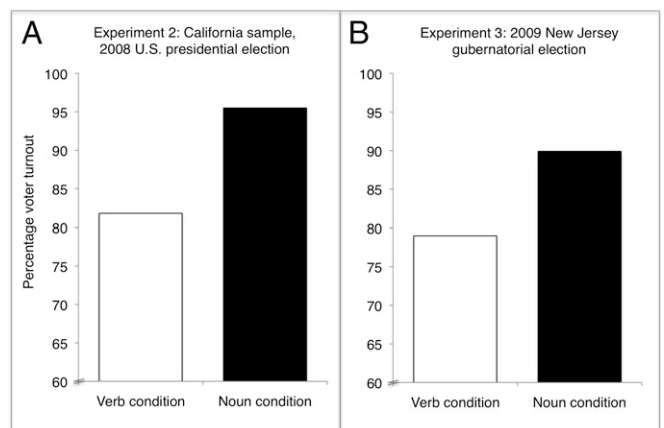 A
Experiment 2: California sample,
2008 U.S. presidential election
Percentage voter turnout
100
95
90
85
80
75
70
65
60
Verb condition
Noun condition
B
Experiment 3: 2009 New Jersey
gubernatorial election
100
95
90
85
80
75
70
65
60
Verb condition
Noun condition